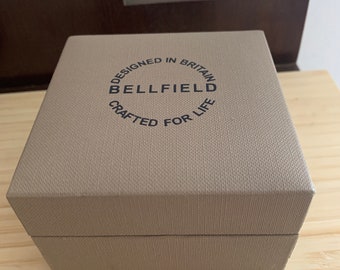 DESIGNED IN BRITAIN
BELLFIELD
CRAFTED FOR LIFE